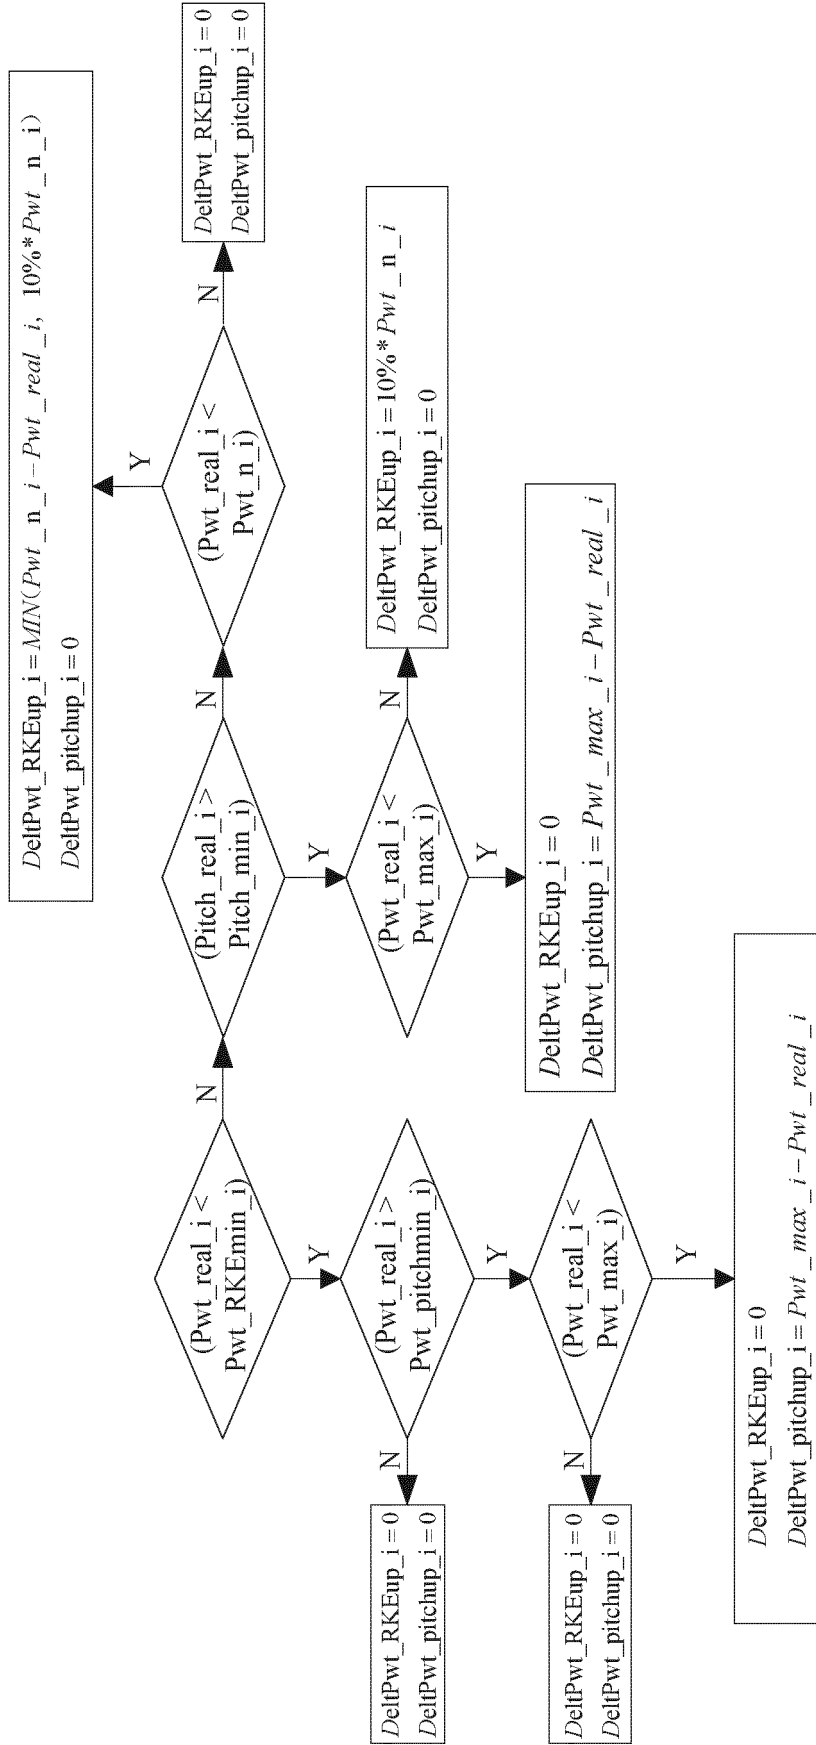 DeltPwt_RKEup_i=MIN(Pwt_n_i-Pwt_real_i, 10%*Pwt_n_i)
DeltPwt_pitchup_i=0
Y
(Pwt_real_i <
Pwt_RKEmin_i)
N
(Pitch_real_i >
Pitch_min_i)
N
(Pwt_real_i <
Pwt_n_i)
N
DeltPwt_RKEup_i=0
DeltPwt_pitchup_i=0
Y
Y
DeltPwt_RKEup_i=0
DeltPwt_pitchup_i=0
N
(Pwt_real_i >
Pwt_pitchmin_i)
(Pwt_real_i <
Pwt_max_i)
N
DeltPwt_RKEup_i=10%*Pwt_n_i
DeltPwt_pitchup_i=0
Y
Y
DeltPwt_RKEup_i=0
DeltPwt_pitchup_i=0
N
(Pwt_real_i <
Pwt_max_i)
DeltPwt_RKEup_i=0
DeltPwt_pitchup_i=Pwt_max_i-Pwt_real_i
Y
DeltPwt_RKEup_i=0
DeltPwt_pitchup_i=Pwt_max_i-Pwt_real_i